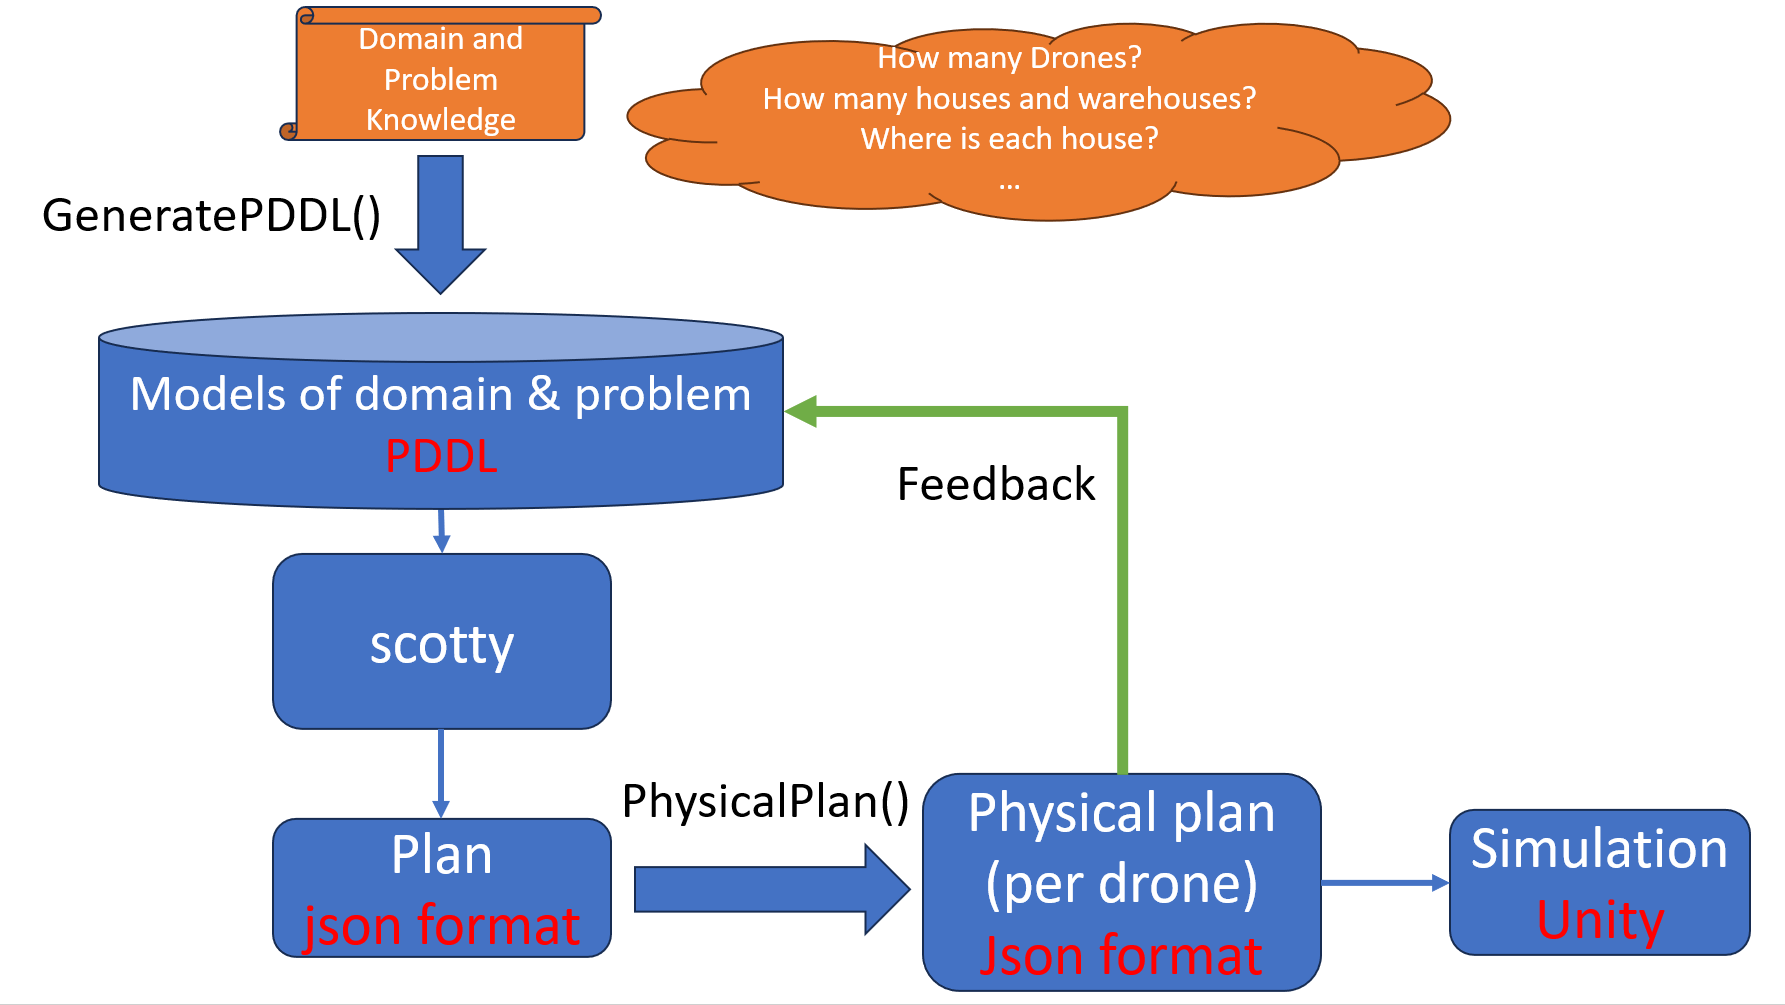 Domain and
Problem
Knowledge
How many Drones?
How many houses and warehouses?
Where is each house?
...
GeneratePDDL()
Models of domain & problem
PDDL
Feedback
scotty
PhysicalPlan()
Plan
json format
Physical plan
(per drone)
Json format
Simulation
Unity